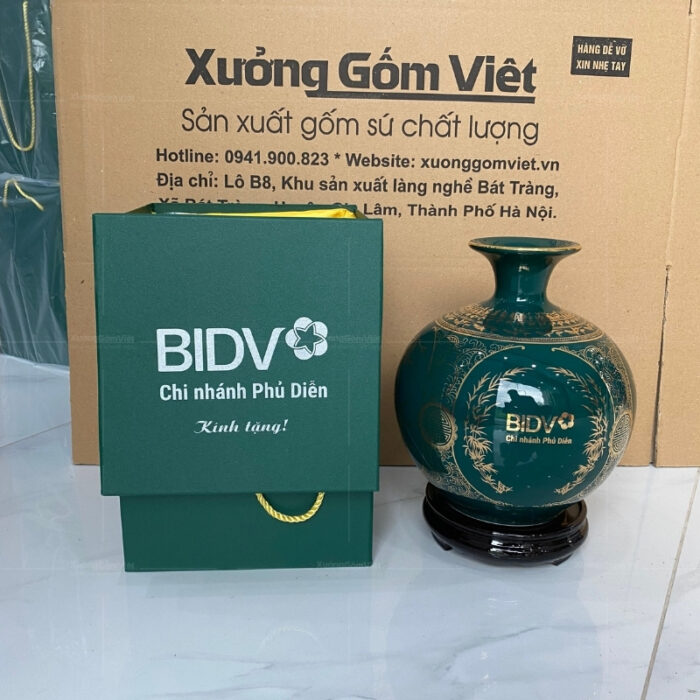 HÀNG DỄ VỠ
XIN NHẸ TAY
Xưởng Gốm Việt
Sản xuất gốm sứ chất lượng
Hotline: 0941.900.823 * Website: xuonggomviet.vn
Địa chỉ: Lô B8, Khu sản xuất làng nghề Bát Tràng,
Lâm, Thành Phố Hà Nội.
BIDV
Chi nhánh Phủ Diễn
Kính tặng!
BIDV
Chi nhánh Phủ Diễn
XưởngGốmViệt